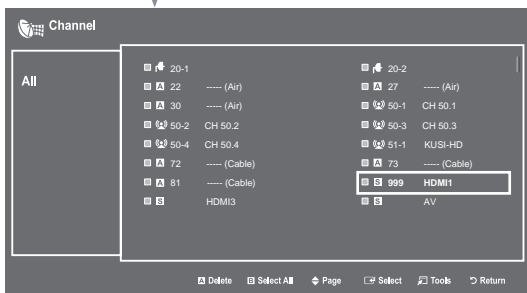 Channel
All
20-1 20-2
A 22 ----- (Air) A 27 ----- (Air)
A 30 ----- (Air) 50-1 CH 50.1
50-2 CH 50.2 50-3 CH 50.3
50-4 CH 50.4 51-1 KUSI-HD
A 72 ----- (Cable) A 73 ----- (Cable)
A 81 ----- (Cable) S 999 HDMI1
S HDMI3 S AV
A Delete B Select All Page Select Tools Return